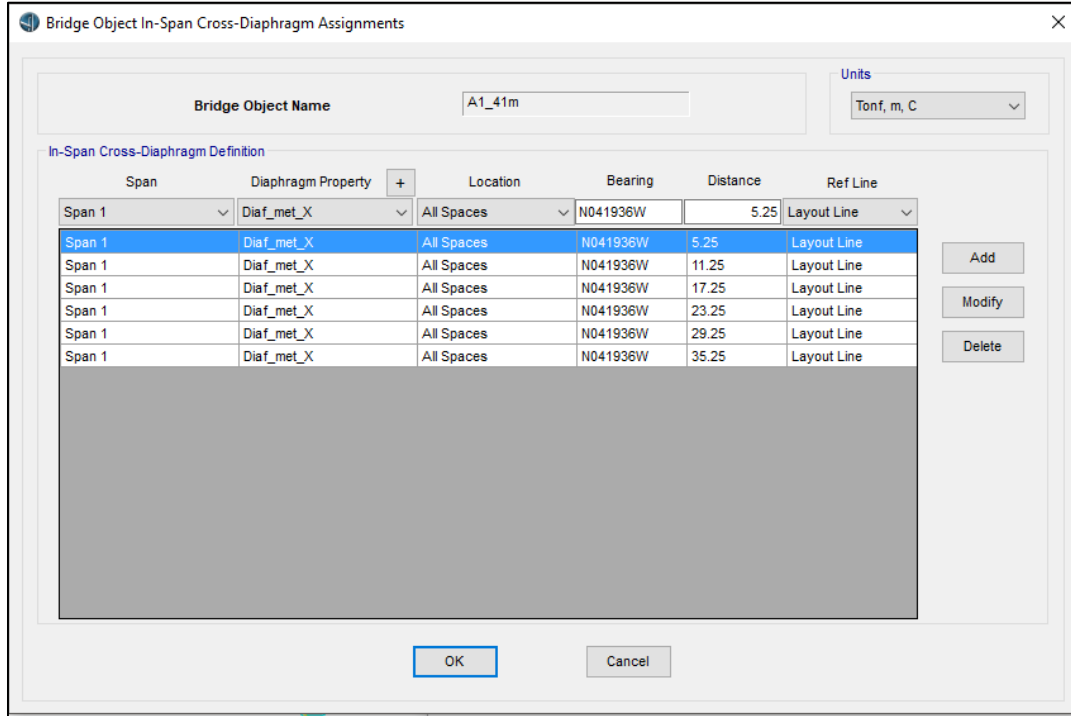 Bridge Object In-Span Cross-Diaphragm Assignments
Units
Bridge Object Name A1_41m Tonf, m, C
In-Span Cross-Diaphragm Definition
Span Diaphragm Property + Location Bearing Distance Ref Line
Span 1 Diaf_met_X All Spaces N041936W 5.25 Layout Line
Span 1 Diaf_met_X All Spaces N041936W 5.25 Layout Line
Span 1 Diaf_met_X All Spaces N041936W 11.25 Layout Line
Span 1 Diaf_met_X All Spaces N041936W 17.25 Layout Line
Span 1 Diaf_met_X All Spaces N041936W 23.25 Layout Line
Span 1 Diaf_met_X All Spaces N041936W 29.25 Layout Line
Span 1 Diaf_met_X All Spaces N041936W 35.25 Layout Line
Add
Modify
Delete
OK Cancel